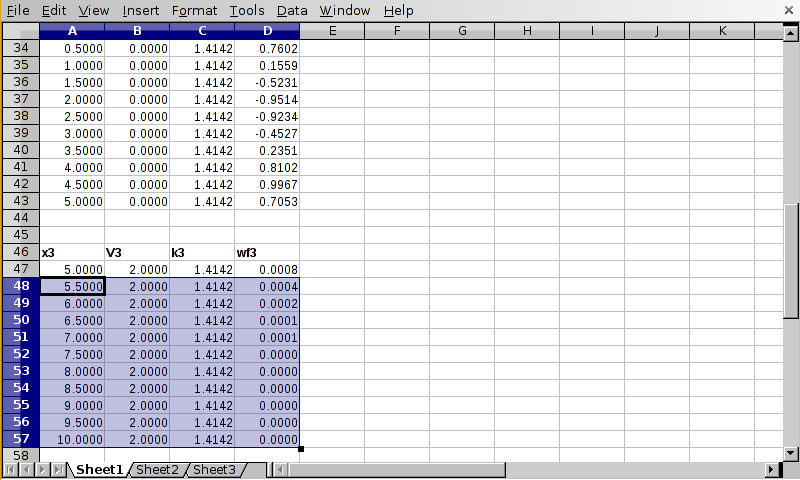 File Edit View Insert Format Tools Data Window Help ×
A B C D E F G H I J K
34 0.5000 0.0000 1.4142 0.7602
35 1.0000 0.0000 1.4142 0.1559
36 1.5000 0.0000 1.4142 -0.5231
37 2.0000 0.0000 1.4142 -0.9514
38 2.5000 0.0000 1.4142 -0.9234
39 3.0000 0.0000 1.4142 -0.4527
40 3.5000 0.0000 1.4142 0.2351
41 4.0000 0.0000 1.4142 0.8102
42 4.5000 0.0000 1.4142 0.9967
43 5.0000 0.0000 1.4142 0.7053
44
45
46 x3 V3 k3 wf3
47 5.0000 2.0000 1.4142 0.0008
48 5.5000 2.0000 1.4142 0.0004
49 6.0000 2.0000 1.4142 0.0002
50 6.5000 2.0000 1.4142 0.0001
51 7.0000 2.0000 1.4142 0.0001
52 7.5000 2.0000 1.4142 0.0000
53 8.0000 2.0000 1.4142 0.0000
54 8.5000 2.0000 1.4142 0.0000
55 9.0000 2.0000 1.4142 0.0000
56 9.5000 2.0000 1.4142 0.0000
57 10.0000 2.0000 1.4142 0.0000
58
Sheet1 Sheet2 Sheet3